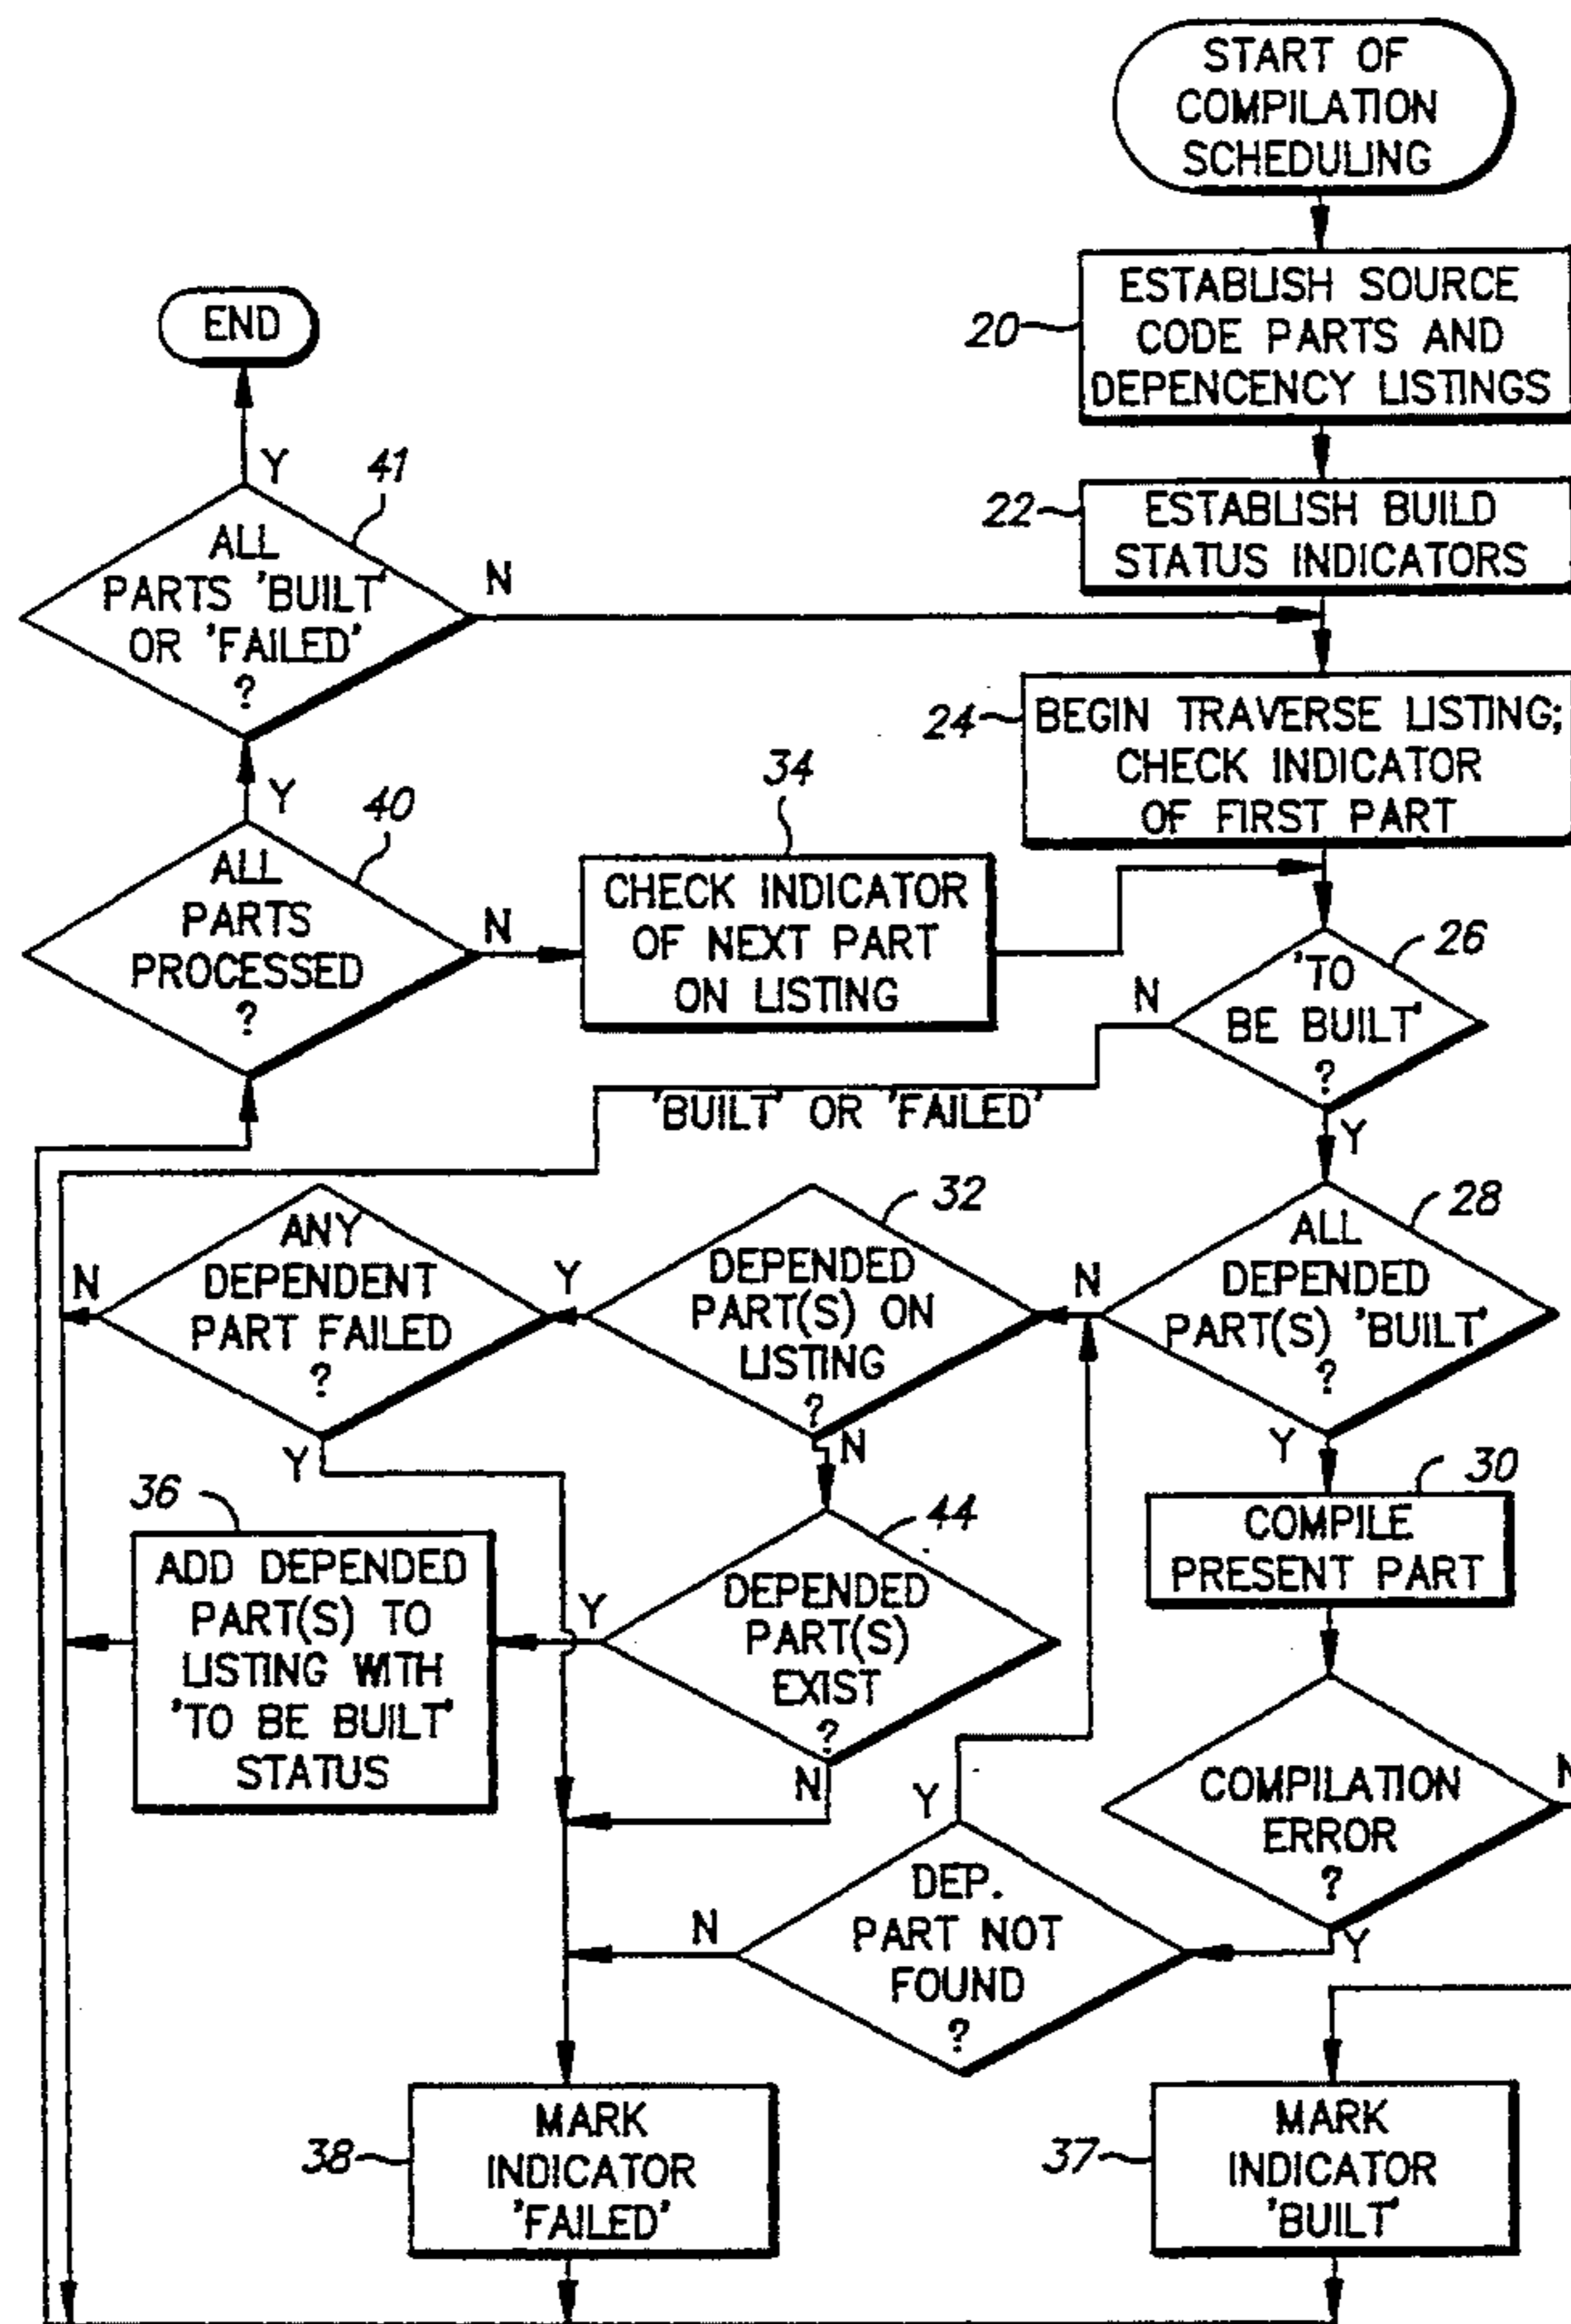 START OF
COMPILATION
SCHEDULING
20
ESTABLISH SOURCE
CODE PARTS AND
DEPENCENCY LISTINGS
22
ESTABLISH BUILD
STATUS INDICATORS
END
Y
41
ALL
PARTS 'BUILT'
OR 'FAILED'
?
N
24
BEGIN TRAVERSE LISTING;
CHECK INDICATOR
OF FIRST PART
Y
40
ALL
PARTS
PROCESSED
?
N
34
CHECK INDICATOR
OF NEXT PART
ON LISTING
26
'TO
BE BUILT'
?
N
Y
'BUILT' OR 'FAILED'
28
ALL
DEPENDED
PART(S) 'BUILT'
?
N
Y
32
DEPENDED
PART(S) ON
LISTING
?
Y
N
ANY
DEPENDENT
PART FAILED
?
N
Y
30
COMPILE
PRESENT PART
36
ADD DEPENDED
PART(S) TO
LISTING WITH
'TO BE BUILT'
STATUS
44
DEPENDED
PART(S)
EXIST
?
Y
N
COMPILATION
ERROR
?
N
Y
DEP.
PART NOT
FOUND
?
Y
N
38
MARK
INDICATOR
'FAILED'
37
MARK
INDICATOR
'BUILT'